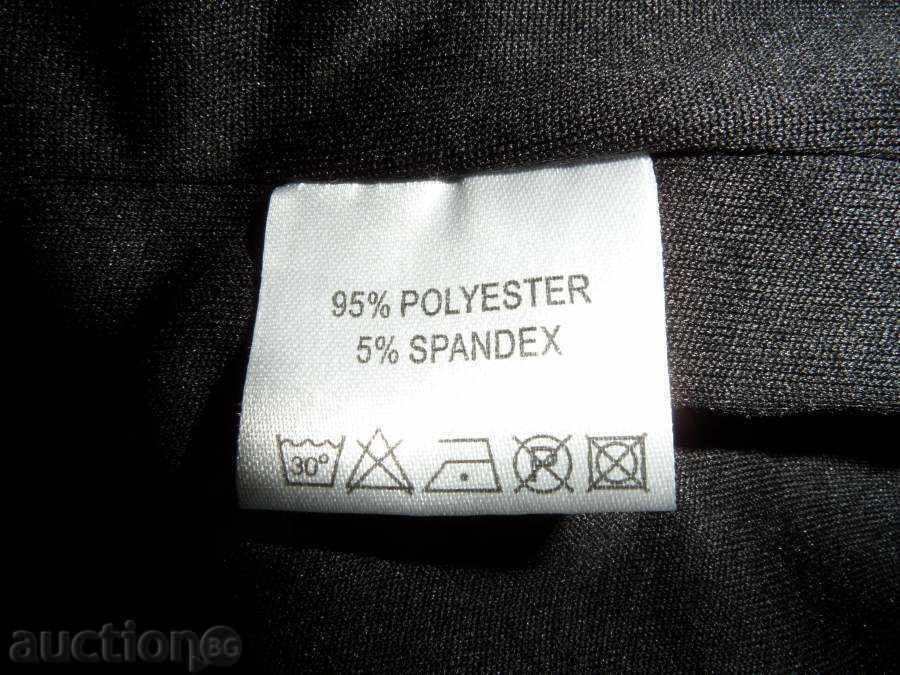 95% POLYESTER
5% SPANDEX
30°
auction BG